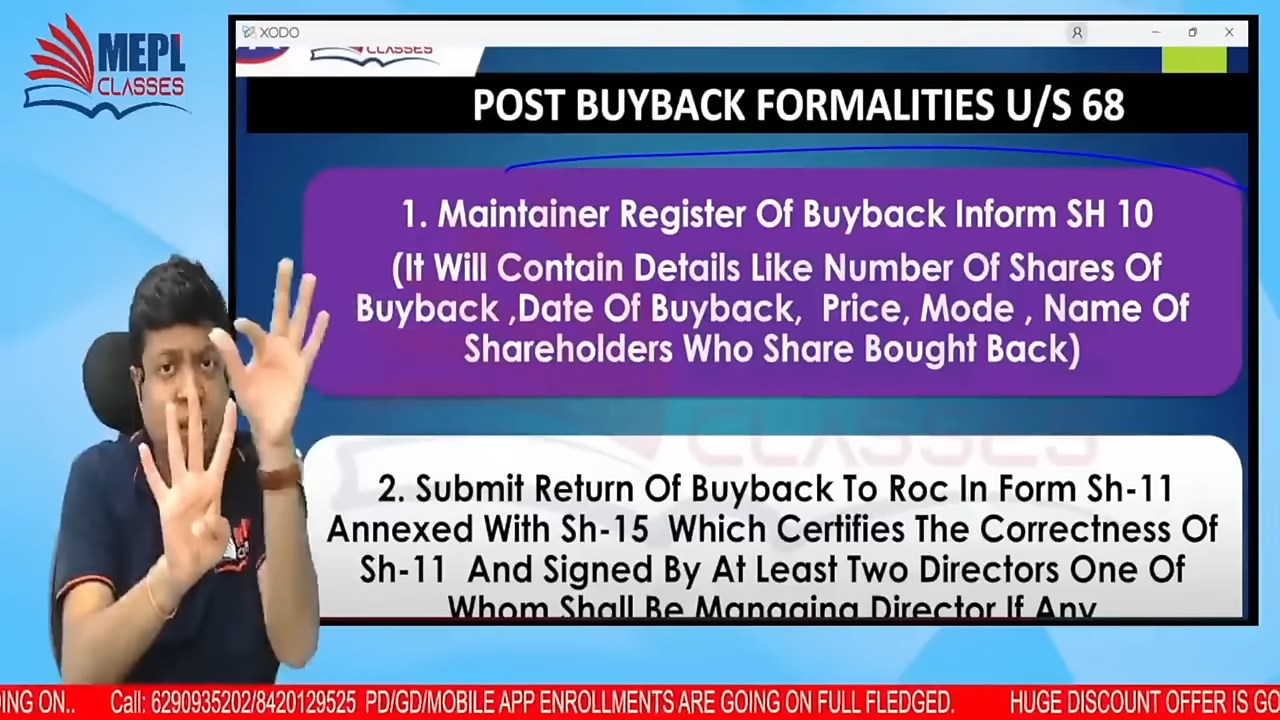 MEPL
CLASSES
XODO
CLASSES
POST BUYBACK FORMALITIES U/S 68
1. Maintainer Register Of Buyback Inform SH 10
(It Will Contain Details Like Number Of Shares Of
Buyback ,Date Of Buyback, Price, Mode , Name Of
Shareholders Who Share Bought Back)
CLASSES
2. Submit Return Of Buyback To Roc In Form Sh-11
Annexed With Sh-15 Which Certifies The Correctness Of
Sh-11 And Signed By At Least Two Directors One Of
Whom Shall Be Managing Director If Any
ING ON.. Call: 6290935202/8420129525 PD/GD/MOBILE APP ENROLLMENTS ARE GOING ON FULL FLEDGED. HUGE DISCOUNT OFFER IS GO